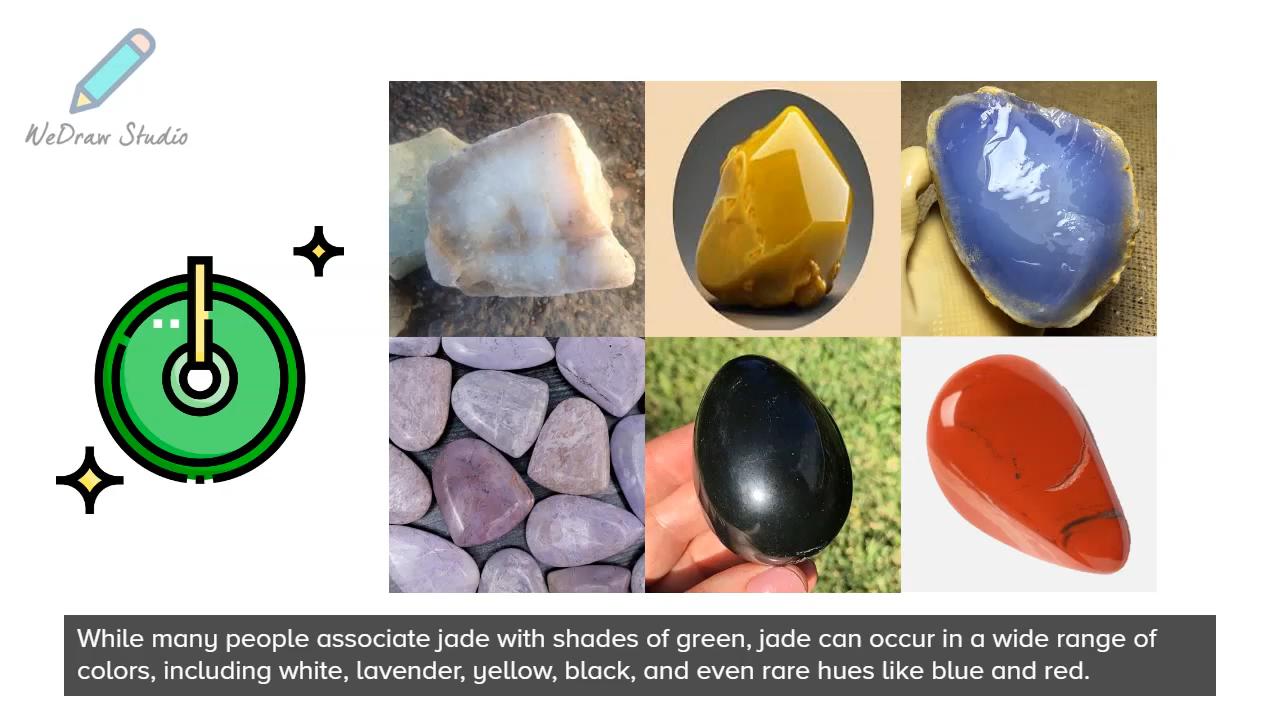 WeDraw Studio
While many people associate jade with shades of green, jade can occur in a wide range of
colors, including white, lavender, yellow, black, and even rare hues like blue and red.